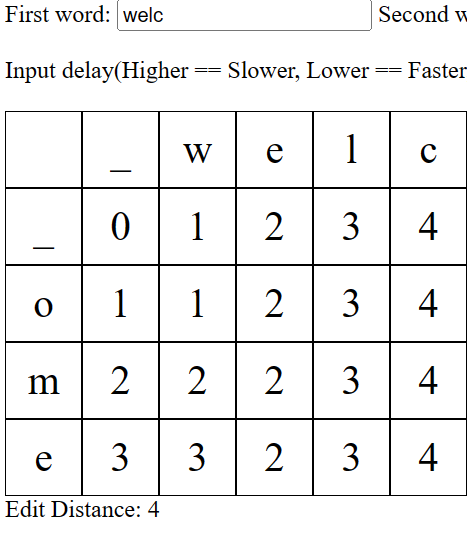 First word: welc Second w
Input delay(Higher == Slower, Lower == Faster
_ w e l c
_ 0 1 2 3 4
o 1 1 2 3 4
m 2 2 2 3 4
e 3 3 2 3 4
Edit Distance: 4